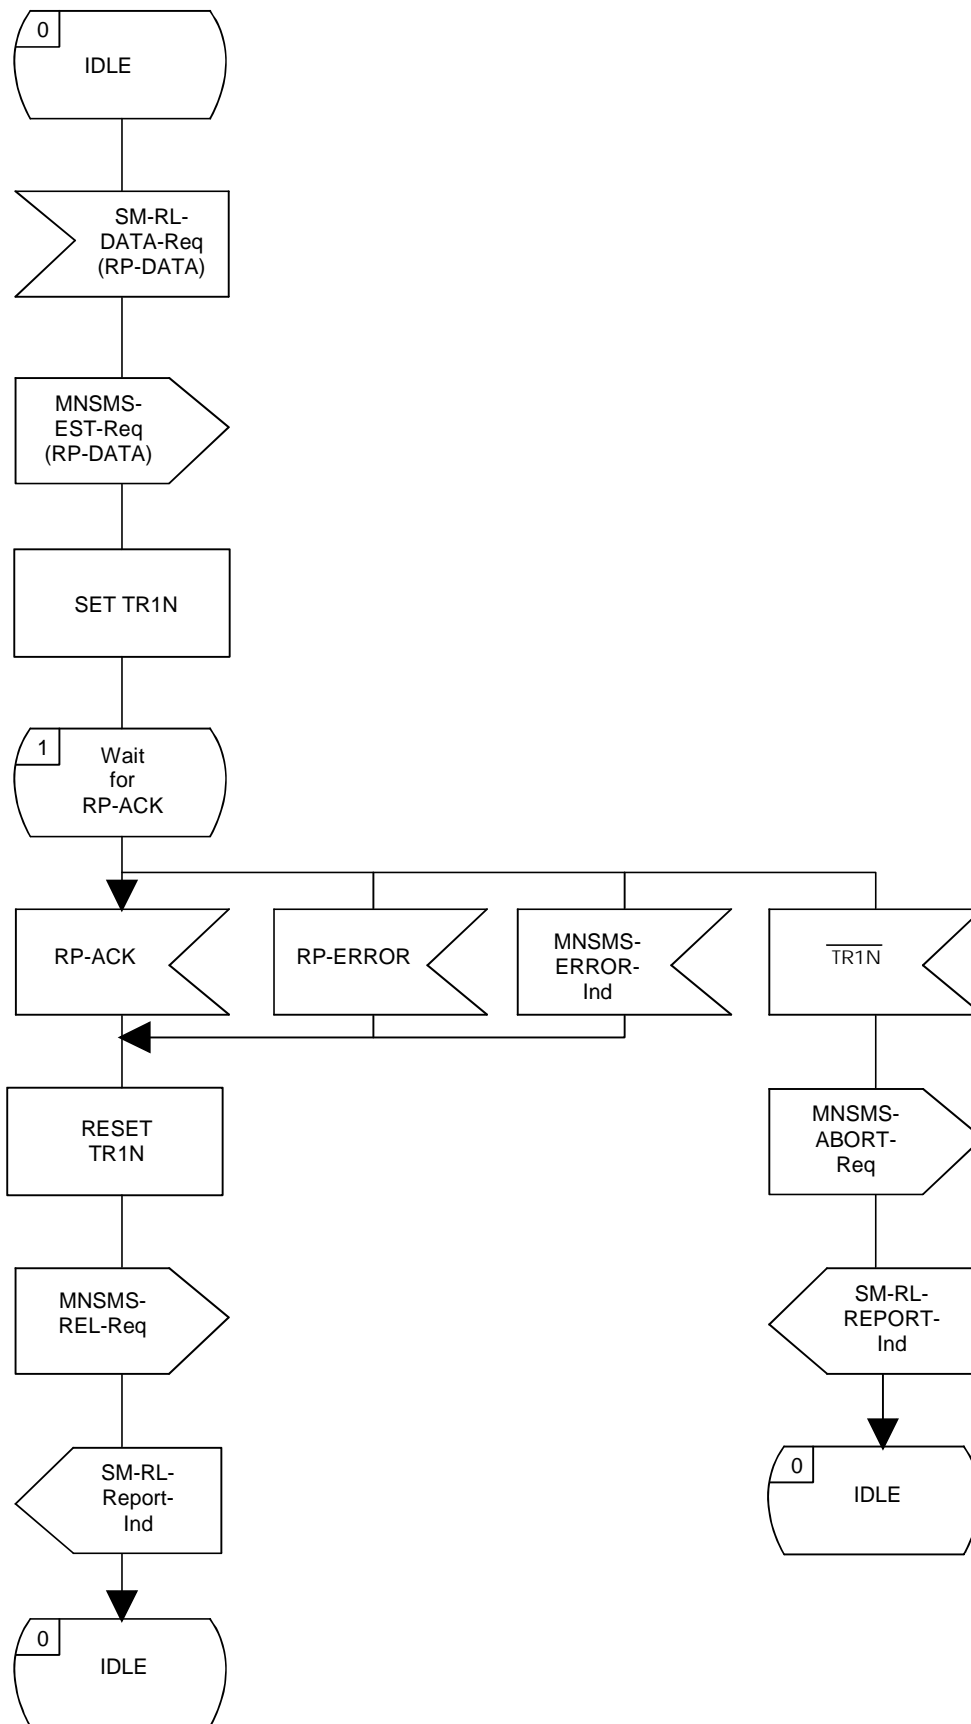 0
IDLE
SM-RL-
DATA-Req
(RP-DATA)
MNSMS-
EST-Req
(RP-DATA)
SET TR1N
1
Wait
for
RP-ACK
RP-ACK
RP-ERROR
MNSMS-
ERROR-
Ind
TR1N
RESET
TR1N
MNSMS-
ABORT-
Req
MNSMS-
REL-Req
SM-RL-
REPORT-
Ind
SM-RL-
Report-
Ind
0
IDLE
0
IDLE